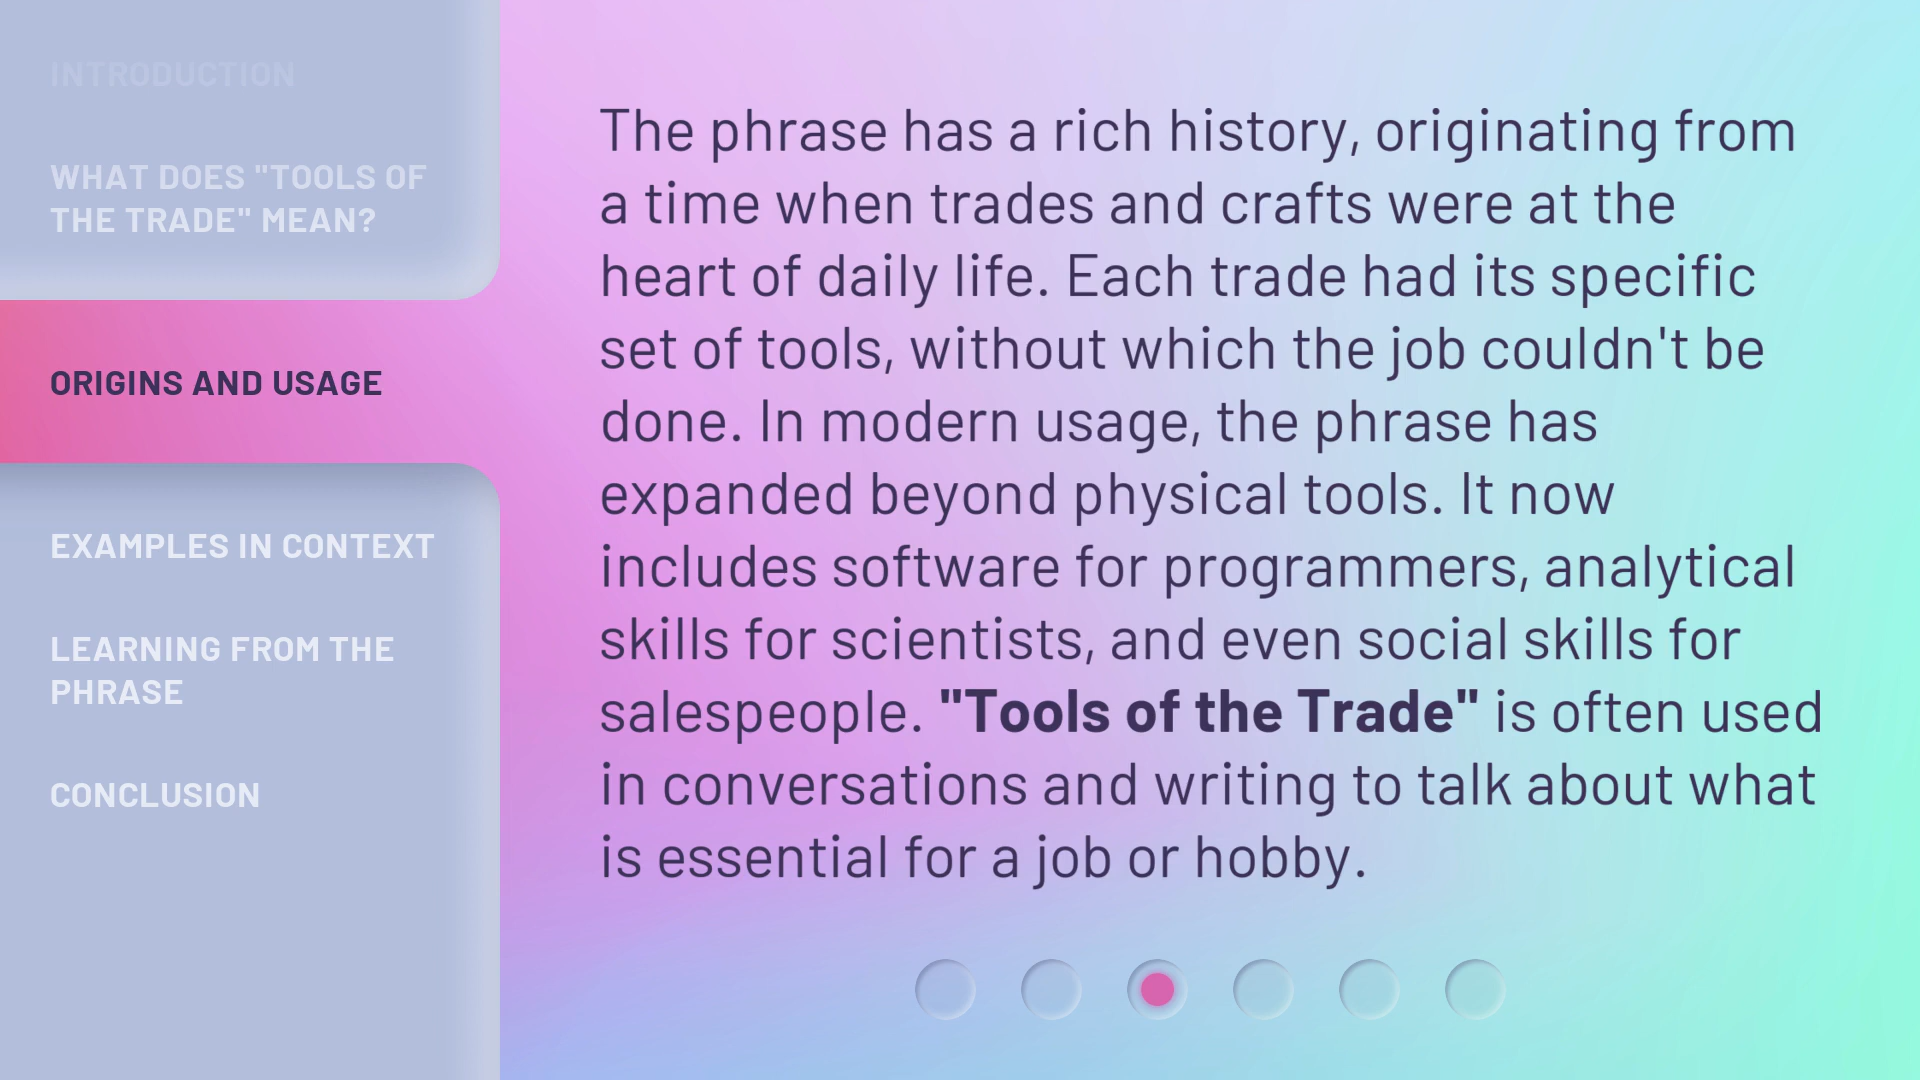 INTRODUCTION
WHAT DOES "TOOLS OF
THE TRADE" MEAN?
ORIGINS AND USAGE
EXAMPLES IN CONTEXT
LEARNING FROM THE
PHRASE
CONCLUSION
The phrase has a rich history, originating from
a time when trades and crafts were at the
heart of daily life. Each trade had its specific
set of tools, without which the job couldn't be
done. In modern usage, the phrase has
expanded beyond physical tools. It now
includes software for programmers, analytical
skills for scientists, and even social skills for
salespeople. "Tools of the Trade" is often used
in conversations and writing to talk about what
is essential for a job or hobby.